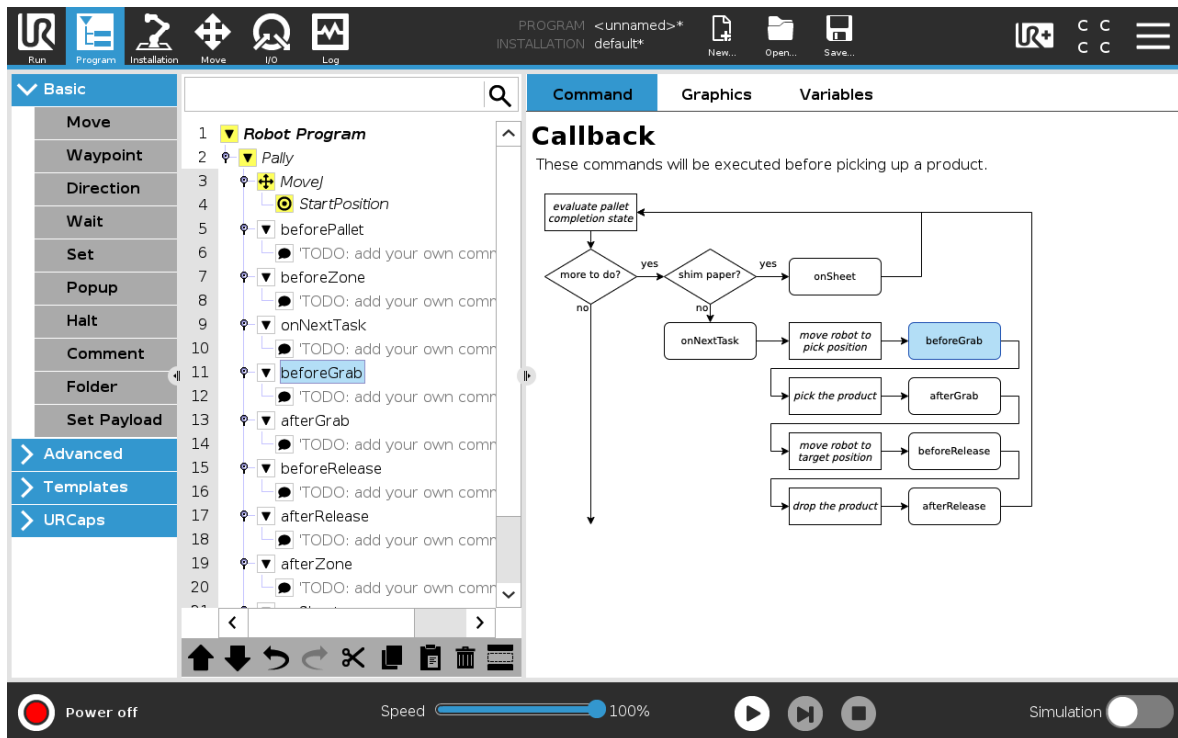 PROGRAM <unnamed>*
INSTALLATION default*
New...
Open...
Save...
UR+
C C
C C
UR
Run
Program
Installation
Move
I/O
Log
Basic
Move
Waypoint
Direction
Wait
Set
Popup
Halt
Comment
Folder
Set Payload
Advanced
Templates
URCaps
1 Robot Program
2 Pally
3 MoveJ
4 StartPosition
5 beforePallet
6 'TODO: add your own comm
7 beforeZone
8 'TODO: add your own comm
9 onNextTask
10 'TODO: add your own comm
11 beforeGrab
12 'TODO: add your own comm
13 afterGrab
14 'TODO: add your own comm
15 beforeRelease
16 'TODO: add your own comm
17 afterRelease
18 'TODO: add your own comm
19 afterZone
20 'TODO: add your own comm
Command Graphics Variables
Callback
These commands will be executed before picking up a product.
evaluate pallet
completion state
more to do?
yes
shim paper?
yes
onSheet
no
no
onNextTask
move robot to
pick position
beforeGrab
pick the product
afterGrab
move robot to
target position
beforeRelease
drop the product
afterRelease
Power off
Speed
100%
Simulation